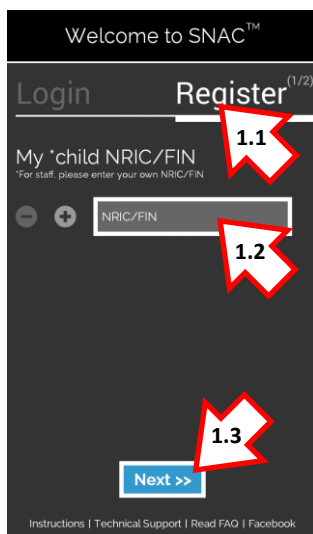 Welcome to SNAC™
Login Register (1/2)
1.1
My *child NRIC/FIN
*For staff. please enter your own NRIC/FIN
NRIC/FIN
1.2
1.3
Next >>
Instructions | Technical Support | Read FAQ | Facebook